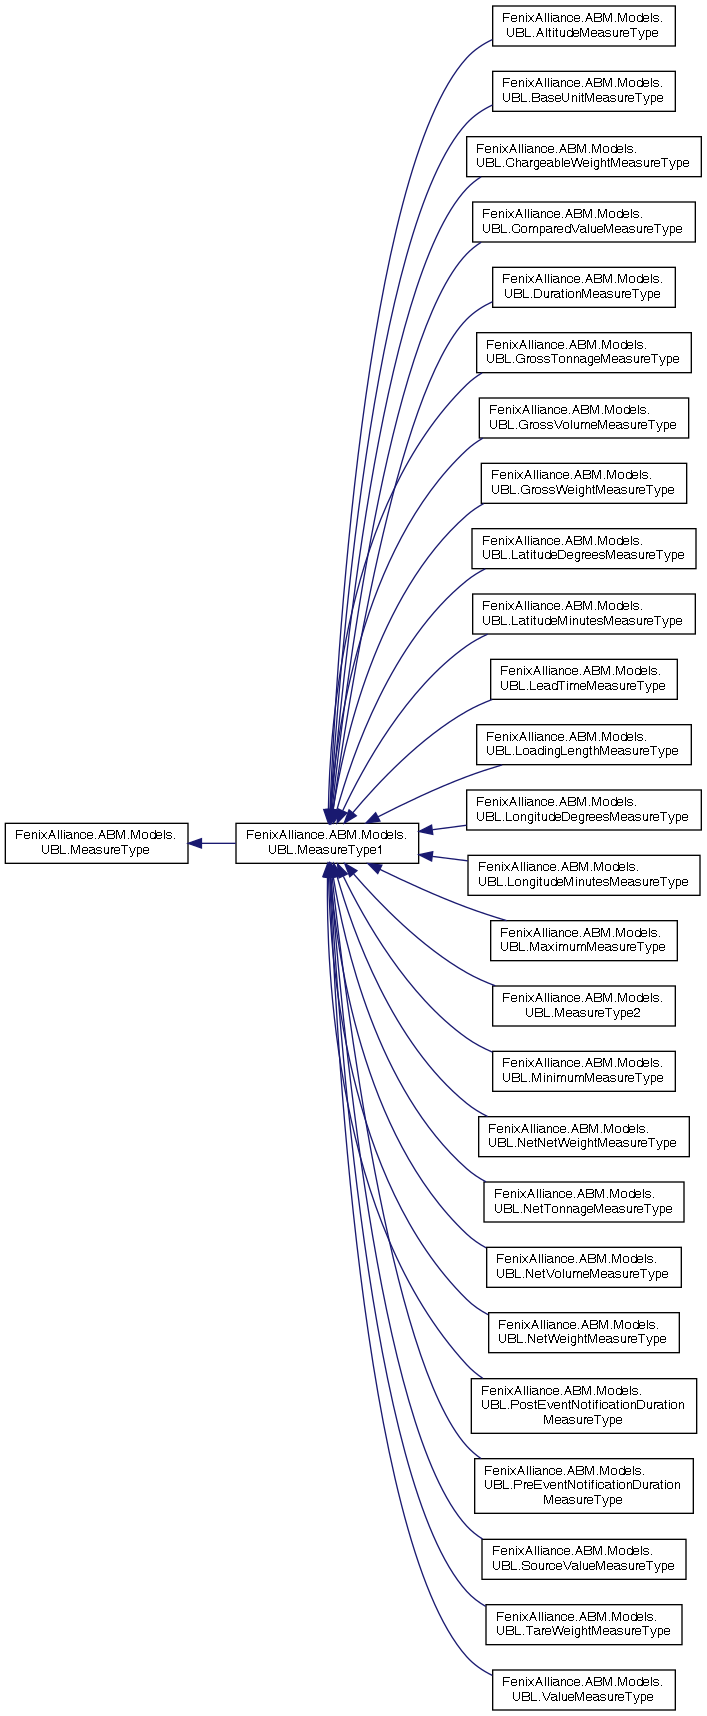 FenixAlliance.ABM.Models.
UBL.AltitudeMeasureType
FenixAlliance.ABM.Models.
UBL.BaseUnitMeasureType
FenixAlliance.ABM.Models.
UBL.ChargeableWeightMeasureType
FenixAlliance.ABM.Models.
UBL.ComparedValueMeasureType
FenixAlliance.ABM.Models.
UBL.DurationMeasureType
FenixAlliance.ABM.Models.
UBL.GrossTonnageMeasureType
FenixAlliance.ABM.Models.
UBL.GrossVolumeMeasureType
FenixAlliance.ABM.Models.
UBL.GrossWeightMeasureType
FenixAlliance.ABM.Models.
UBL.LatitudeDegreesMeasureType
FenixAlliance.ABM.Models.
UBL.LatitudeMinutesMeasureType
FenixAlliance.ABM.Models.
UBL.LeadTimeMeasureType
FenixAlliance.ABM.Models.
UBL.LoadingLengthMeasureType
FenixAlliance.ABM.Models.
UBL.LongitudeDegreesMeasureType
FenixAlliance.ABM.Models.
UBL.MeasureType
FenixAlliance.ABM.Models.
UBL.MeasureType1
FenixAlliance.ABM.Models.
UBL.LongitudeMinutesMeasureType
FenixAlliance.ABM.Models.
UBL.MaximumMeasureType
FenixAlliance.ABM.Models.
UBL.MeasureType2
FenixAlliance.ABM.Models.
UBL.MinimumMeasureType
FenixAlliance.ABM.Models.
UBL.NetNetWeightMeasureType
FenixAlliance.ABM.Models.
UBL.NetTonnageMeasureType
FenixAlliance.ABM.Models.
UBL.NetVolumeMeasureType
FenixAlliance.ABM.Models.
UBL.NetWeightMeasureType
FenixAlliance.ABM.Models.
UBL.PostEventNotificationDuration
MeasureType
FenixAlliance.ABM.Models.
UBL.PreEventNotificationDuration
MeasureType
FenixAlliance.ABM.Models.
UBL.SourceValueMeasureType
FenixAlliance.ABM.Models.
UBL.TareWeightMeasureType
FenixAlliance.ABM.Models.
UBL.ValueMeasureType